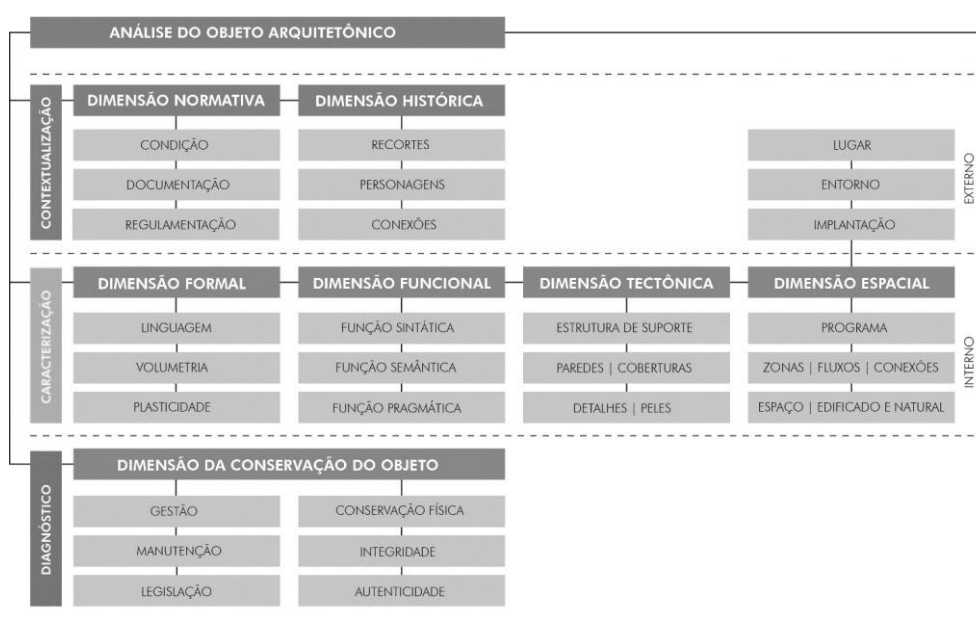 ANÁLISE DO OBJETO ARQUITETÔNICO
CONTEXTUALIZAÇÃO
DIMENSÃO NORMATIVA
CONDIÇÃO
DOCUMENTAÇÃO
REGULAMENTAÇÃO
DIMENSÃO HISTÓRICA
RECORTES
PERSONAGENS
CONEXÕES
LUGAR
ENTORNO
IMPLANTAÇÃO
EXTERNO
CARACTERIZAÇÃO
DIMENSÃO FORMAL
LINGUAGEM
VOLUMETRIA
PLASTICIDADE
DIMENSÃO FUNCIONAL
FUNÇÃO SINTÁTICA
FUNÇÃO SEMÂNTICA
FUNÇÃO PRAGMÁTICA
DIMENSÃO TECTÔNICA
ESTRUTURA DE SUPORTE
PAREDES | COBERTURAS
DETALHES | PELES
DIMENSÃO ESPACIAL
PROGRAMA
ZONAS | FLUXOS | CONEXÕES
ESPAÇO | EDIFICADO E NATURAL
INTERNO
DIAGNÓSTICO
DIMENSÃO DA CONSERVAÇÃO DO OBJETO
GESTÃO
MANUTENÇÃO
LEGISLAÇÃO
CONSERVAÇÃO FÍSICA
INTEGRIDADE
AUTENTICIDADE